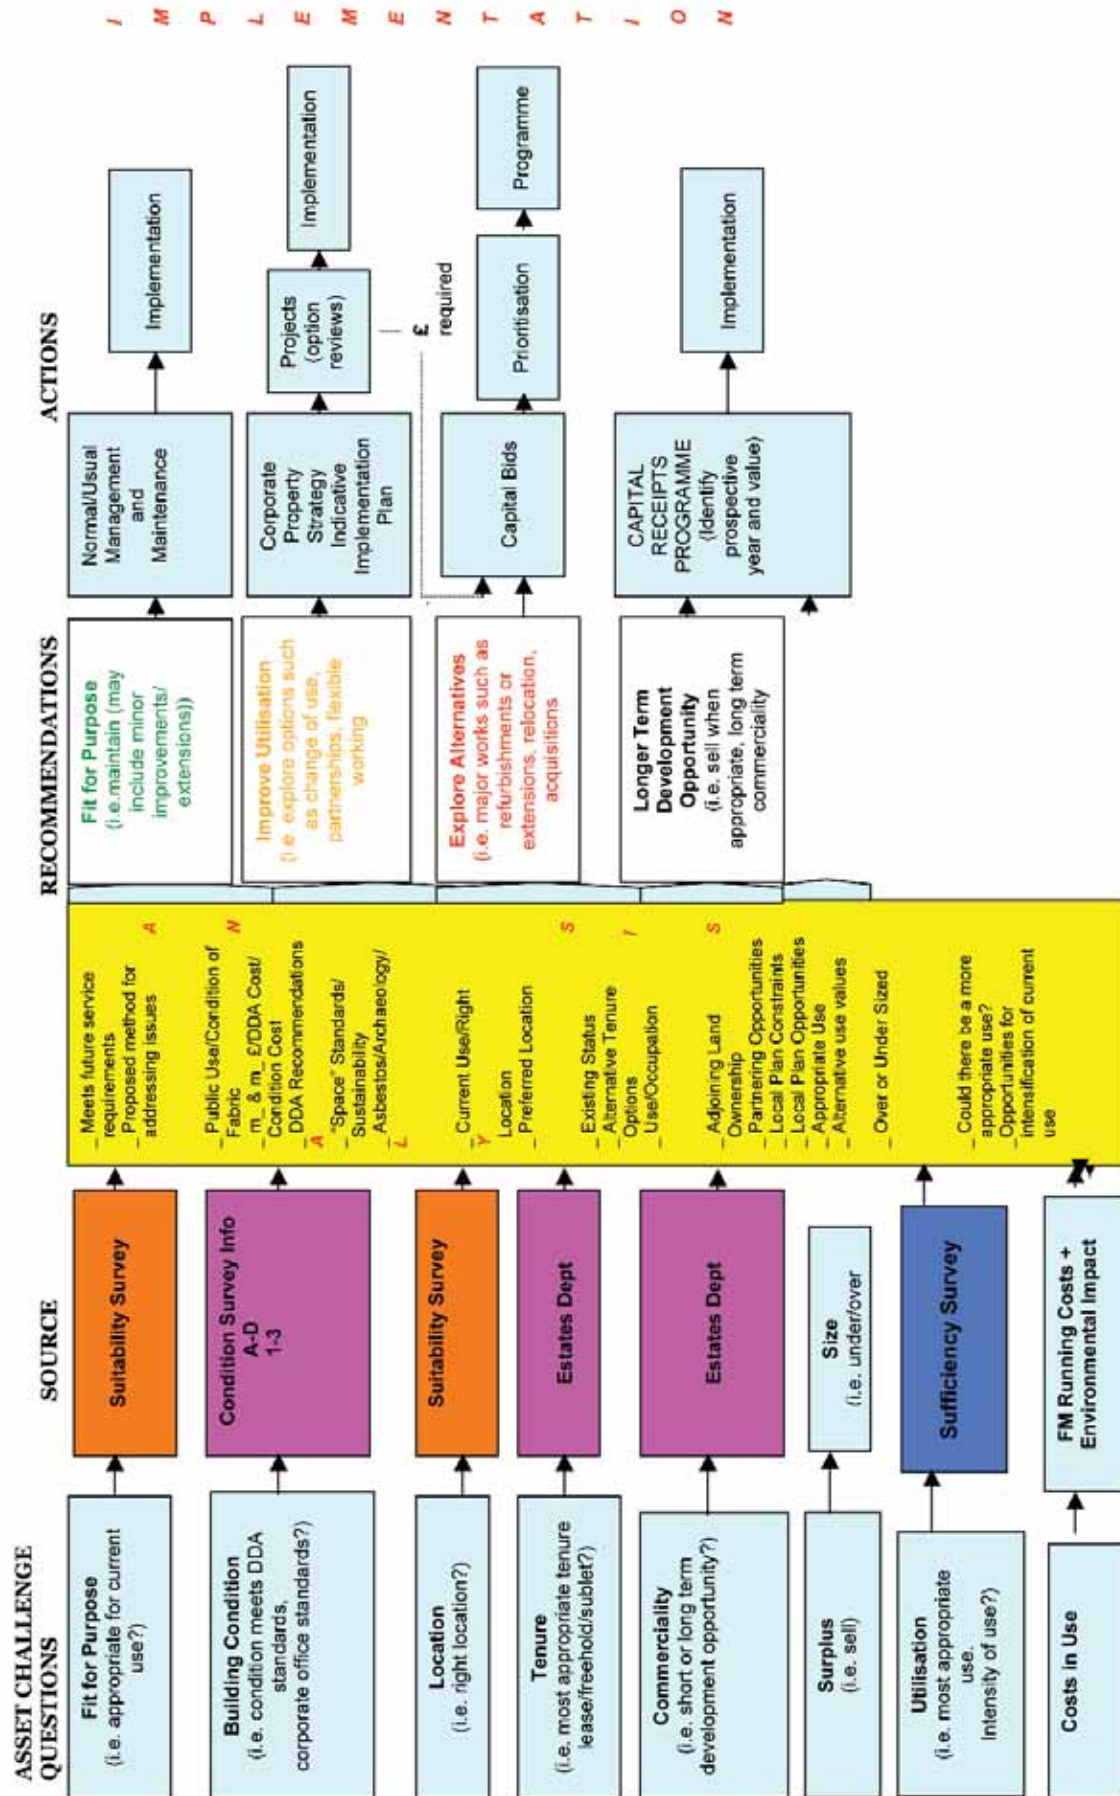 ASSET CHALLENGE
QUESTIONS
SOURCE
RECOMMENDATIONS
ACTIONS
Fit for Purpose
(i.e. appropriate for current
use?)
Building Condition
(i.e. condition meets DDA
standards,
corporate office standards?)
Location
(i.e. right location?)
Tenure
(i.e. most appropriate tenure
lease/freehold/sublet?)
Commerciality
(i.e. short or long term
development opportunity?)
Surplus
(i.e. sell)
Utilisation
(i.e. most appropriate
use.
Intensity of use?)
Costs in Use
Suitability Survey
Condition Survey Info
A-D
1-3
Suitability Survey
Estates Dept
Estates Dept
Size
(i.e. under/over
Sufficiency Survey
FM Running Costs +
Environmental Impact
_ Meets future service
requirements
_ Proposed method for
_ addressing issues
_ Public Use/Condition of
_ Fabric
_ m_ & m_ £/DDA Cost/
_ Condition Cost
_ DDA Recommendations
_ "Space" Standards/
_ Sustainability
_ Asbestos/Archaeology/
_ Current Use/Right
Location
_ Preferred Location
_ Existing Status
_ Alternative Tenure
_ Options
_ Use/Occupation
_ Adjoining Land
_ Ownership
_ Partnering Opportunities
_ Local Plan Constraints
_ Local Plan Opportunities
_ Appropriate Use?
_ Alternative use values
_ Over or Under Sized
_ Could there be a more
_ appropriate use?
_ Opportunities for
_ intensification of current
use
A
N
A
L
Y
S
I
S
Fit for Purpose
(i.e.maintain (may
include minor
improvements/
extensions))
Improve Utilisation
(i.e. explore options such
as change of use,
partnerships, flexible
working
Explore Alternatives
(i.e. major works such as
refurbishments or
extensions, relocation,
acquisitions
Longer Term
Development
Opportunity
(i.e. sell when
appropriate, long term
commerciality
Normal/Usual
Management
and
Maintenance
Implementation
Corporate
Property
Strategy
Indicative
Implementation
Plan
Projects
(option
reviews)
Implementation
£
required
Capital Bids
Prioritisation
Programme
CAPITAL
RECEIPTS
PROGRAMME
(Identify
prospective
year and value)
Implementation
I
M
P
L
E
M
E
N
T
A
T
I
O
N